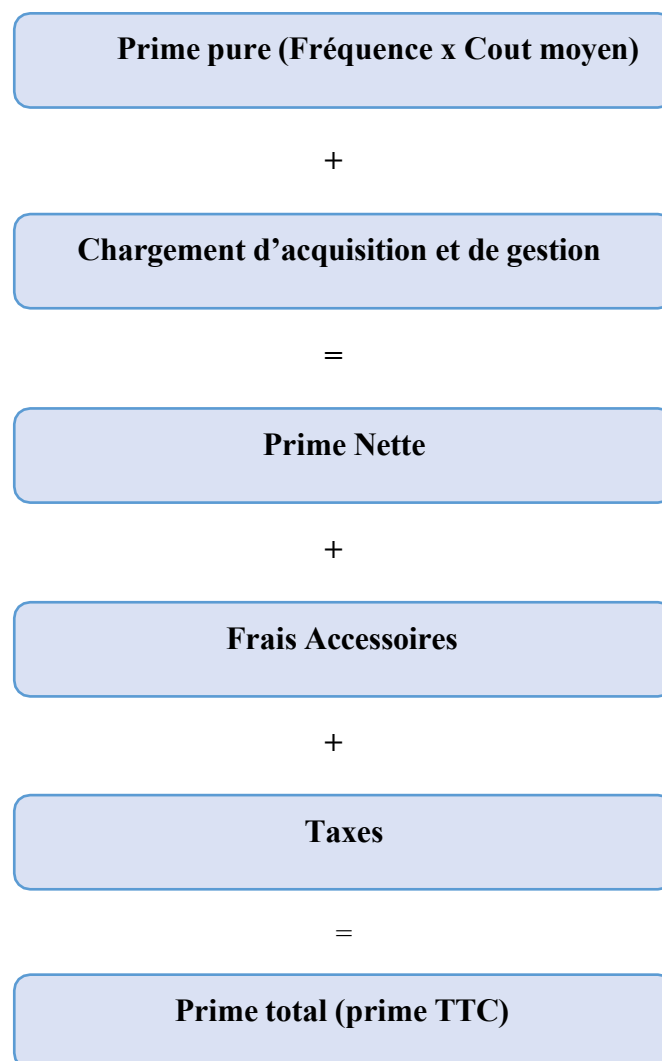 Prime pure (Fréquence x Cout moyen)
+
Chargement d’acquisition et de gestion
=
Prime Nette
+
Frais Accessoires
+
Taxes
=
Prime total (prime TTC)